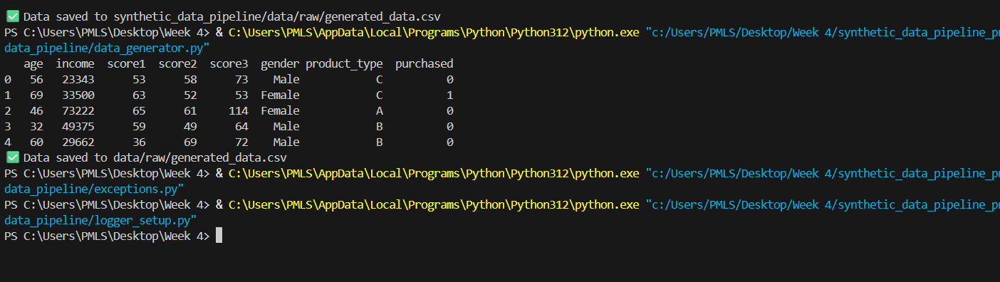 ✅ Data saved to synthetic_data_pipeline/data/raw/generated_data.csv
PS C:\Users\PMLS\Desktop\Week 4> & C:\Users\PMLS\AppData\Local\Programs\Python\Python312\python.exe "c:/Users/PMLS/Desktop/Week 4/synthetic_data_pipeline_pr
data_pipeline/data_generator.py"
   age  income  score1  score2  score3  gender product_type  purchased
0   56   23343      53      58      73    Male            C          0
1   69   33500      63      52      53  Female            C          1
2   46   73222      65      61     114  Female            A          0
3   32   49375      59      49      64    Male            B          0
4   60   29662      36      69      72    Male            B          0
✅ Data saved to data/raw/generated_data.csv
PS C:\Users\PMLS\Desktop\Week 4> & C:\Users\PMLS\AppData\Local\Programs\Python\Python312\python.exe "c:/Users/PMLS/Desktop/Week 4/synthetic_data_pipeline_pr
data_pipeline/exceptions.py"
PS C:\Users\PMLS\Desktop\Week 4> & C:\Users\PMLS\AppData\Local\Programs\Python\Python312\python.exe "c:/Users/PMLS/Desktop/Week 4/synthetic_data_pipeline_pr
data_pipeline/logger_setup.py"
PS C:\Users\PMLS\Desktop\Week 4>